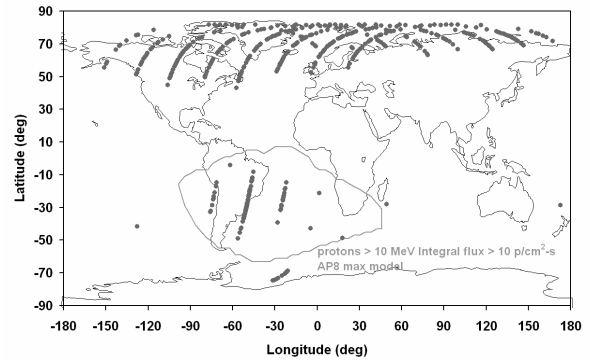 90
70
50
30
10
-10
-30
-50
-70
-90
Latitude (deg)
protons > 10 MeV integral flux > 10 p/cm²-s
AP8 max model
-180 -150 -120 -90 -60 -30 0 30 60 90 120 150 180
Longitude (deg)